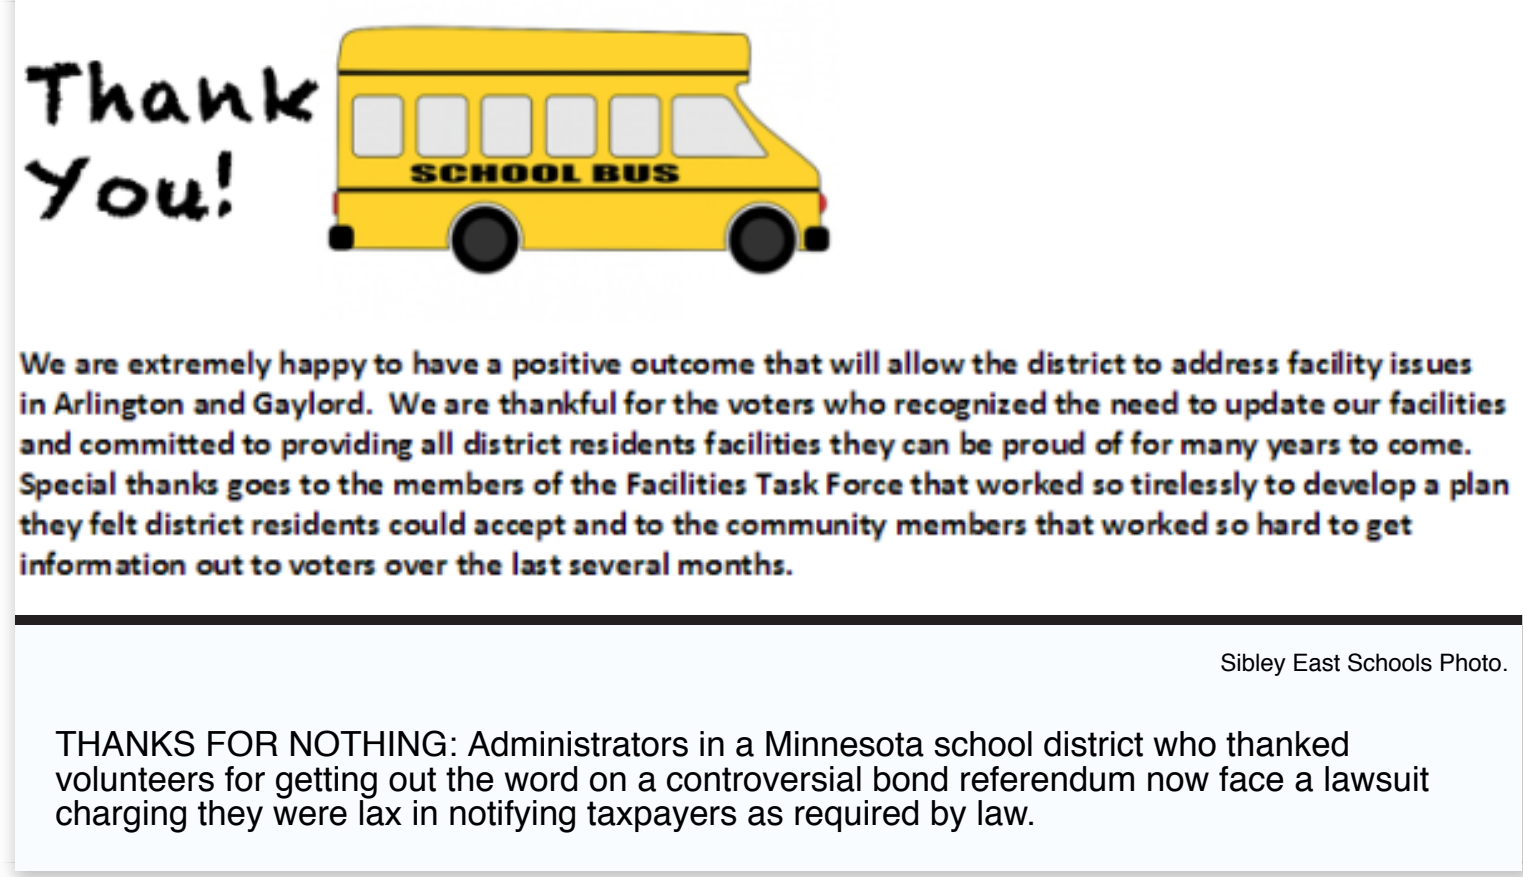 Thank
You!
SCHOOL BUS
We are extremely happy to have a positive outcome that will allow the district to address facility issues
in Arlington and Gaylord.  We are thankful for the voters who recognized the need to update our facilities
and committed to providing all district residents facilities they can be proud of for many years to come.
Special thanks goes to the members of the Facilities Task Force that worked so tirelessly to develop a plan
they felt district residents could accept and to the community members that worked so hard to get
information out to voters over the last several months.
Sibley East Schools Photo.
THANKS FOR NOTHING: Administrators in a Minnesota school district who thanked
volunteers for getting out the word on a controversial bond referendum now face a lawsuit
charging they were lax in notifying taxpayers as required by law.